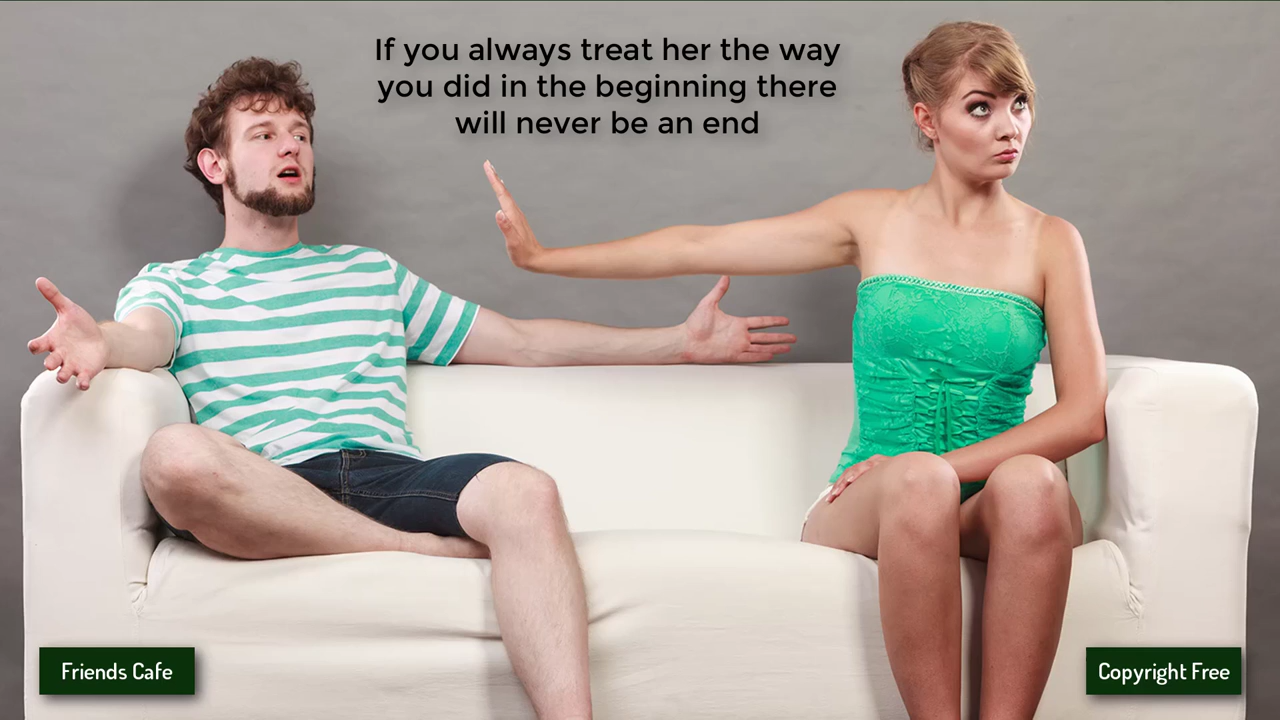 If you always treat her the way
you did in the beginning there
will never be an end
Friends Cafe
Copyright Free